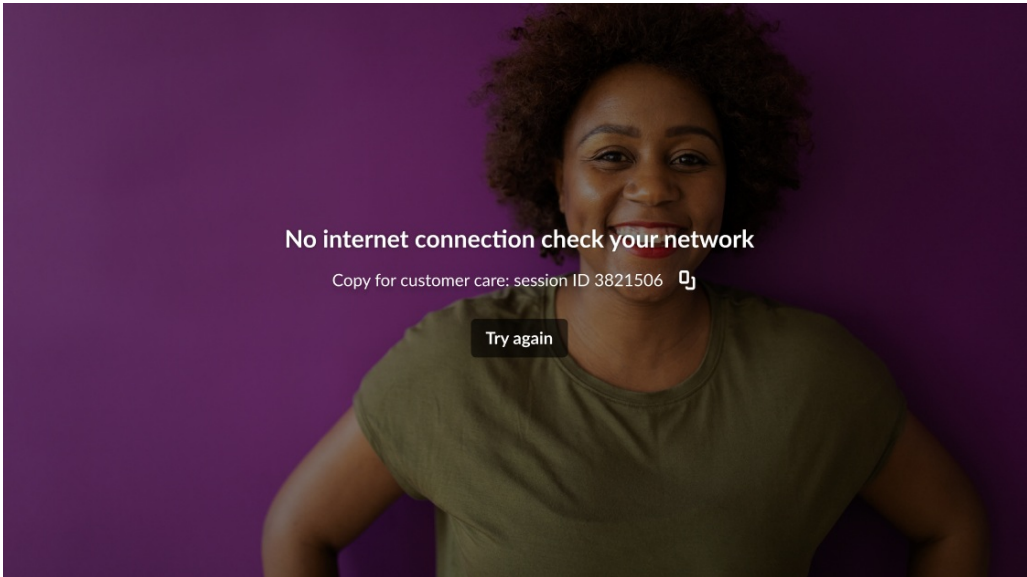 No internet connection check your network
Copy for customer care: session ID 3821506
Try again